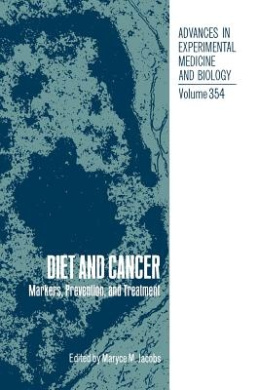 ADVANCES IN
EXPERIMENTAL
MEDICINE
AND BIOLOGY
Volume 354
DIET AND CANCER
Markers, Prevention, and Treatment
Edited by Maryce M. Jacobs